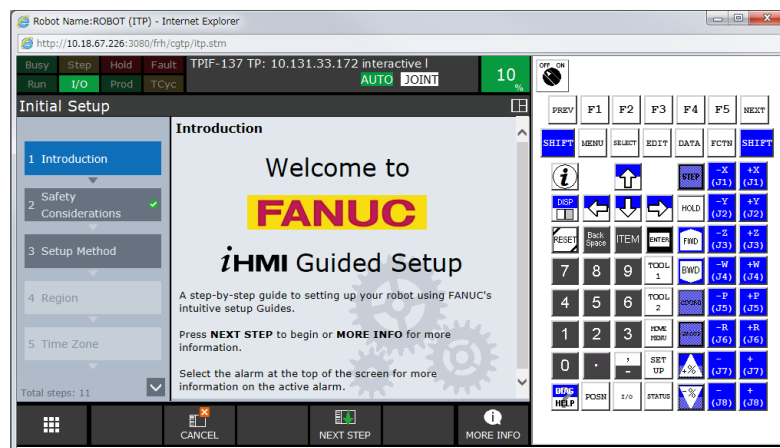 Robot Name:ROBOT (ITP) - Internet Explorer
http://10.18.67.226:3080/frh/cgtp/itp.stm
Busy Step Hold Fault TPIF-137 TP: 10.131.33.172 interactive l
Run I/O Prod TCyc AUTO JOINT 10 %
Initial Setup
1 Introduction
2 Safety Considerations
3 Setup Method
4 Region
5 Time Zone
Total steps: 11
Introduction
Welcome to
FANUC
iHMI Guided Setup
A step-by-step guide to setting up your robot using FANUC's
intuitive setup Guides.
Press NEXT STEP to begin or MORE INFO for more
information.
Select the alarm at the top of the screen for more
information on the active alarm.
CANCEL NEXT STEP MORE INFO
OFF ON
PREV F1 F2 F3 F4 F5 NEXT
SHIFT MENU SELECT EDIT DATA FCTN SHIFT
i STEP -X (J1) +X (J1)
DISP HOLD -Y (J2) +Y (J2)
RESET Back Space ITEM ENTER FWD -Z (J3) +Z (J3)
7 8 9 TOOL 1 BWD -W (J4) +W (J4)
4 5 6 TOOL 2 COORD -P (J5) +P (J5)
1 2 3 MOVE MENU GROUP -R (J6) +R (J6)
0 . , - SET UP +% - (J7) + (J7)
DIAG HELP POSN I/O STATUS -% - (J8) + (J8)